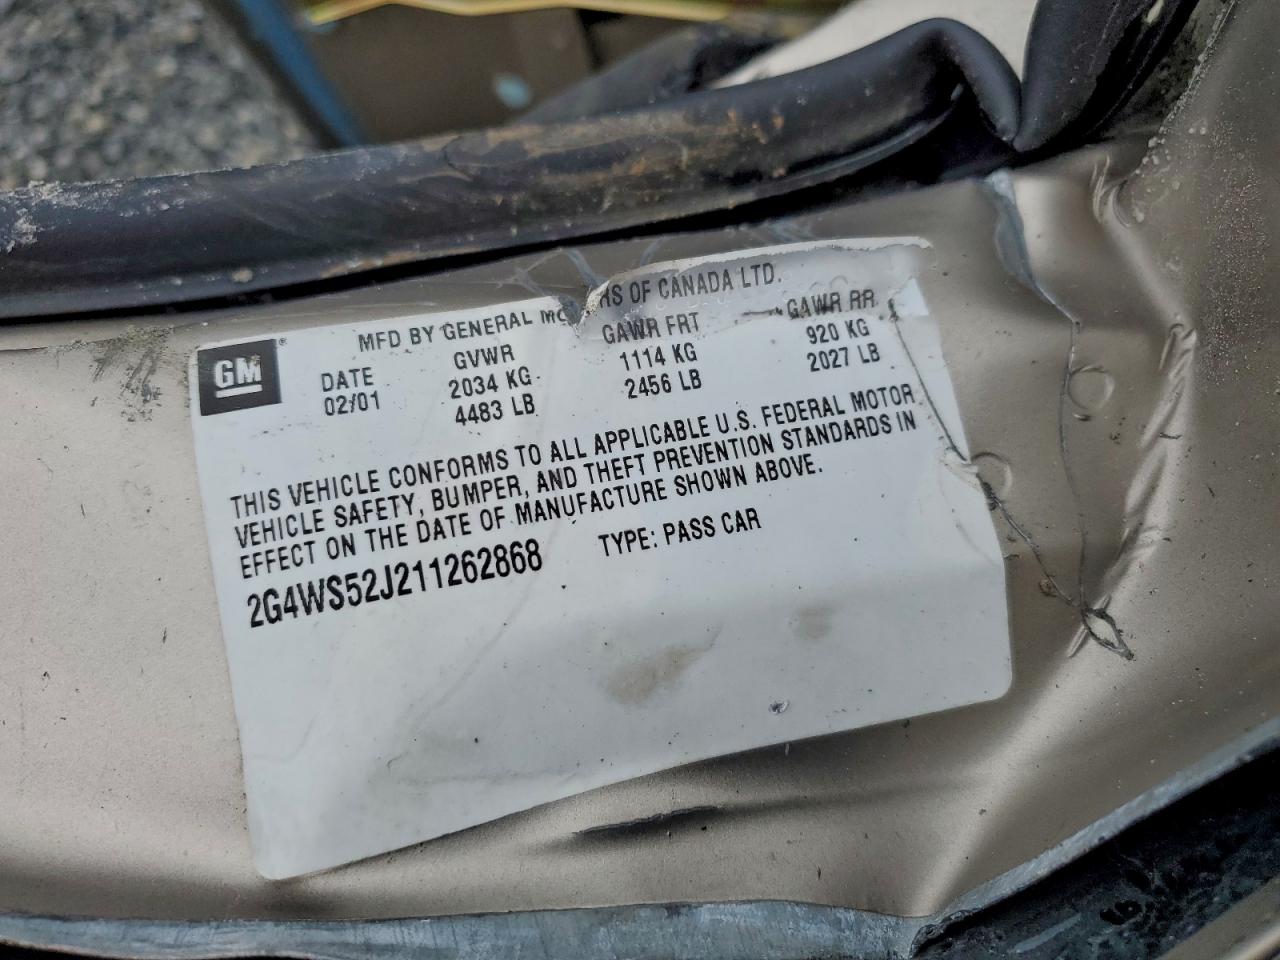 MFD BY GENERAL MO RS OF CANADA LTD.
GM
DATE GVWR GAWR FRT GAWR RR
02/01 2034 KG 1114 KG 920 KG
4483 LB 2456 LB 2027 LB
THIS VEHICLE CONFORMS TO ALL APPLICABLE U.S. FEDERAL MOTOR
VEHICLE SAFETY, BUMPER, AND THEFT PREVENTION STANDARDS IN
EFFECT ON THE DATE OF MANUFACTURE SHOWN ABOVE.
2G4WS52J211262868 TYPE: PASS CAR